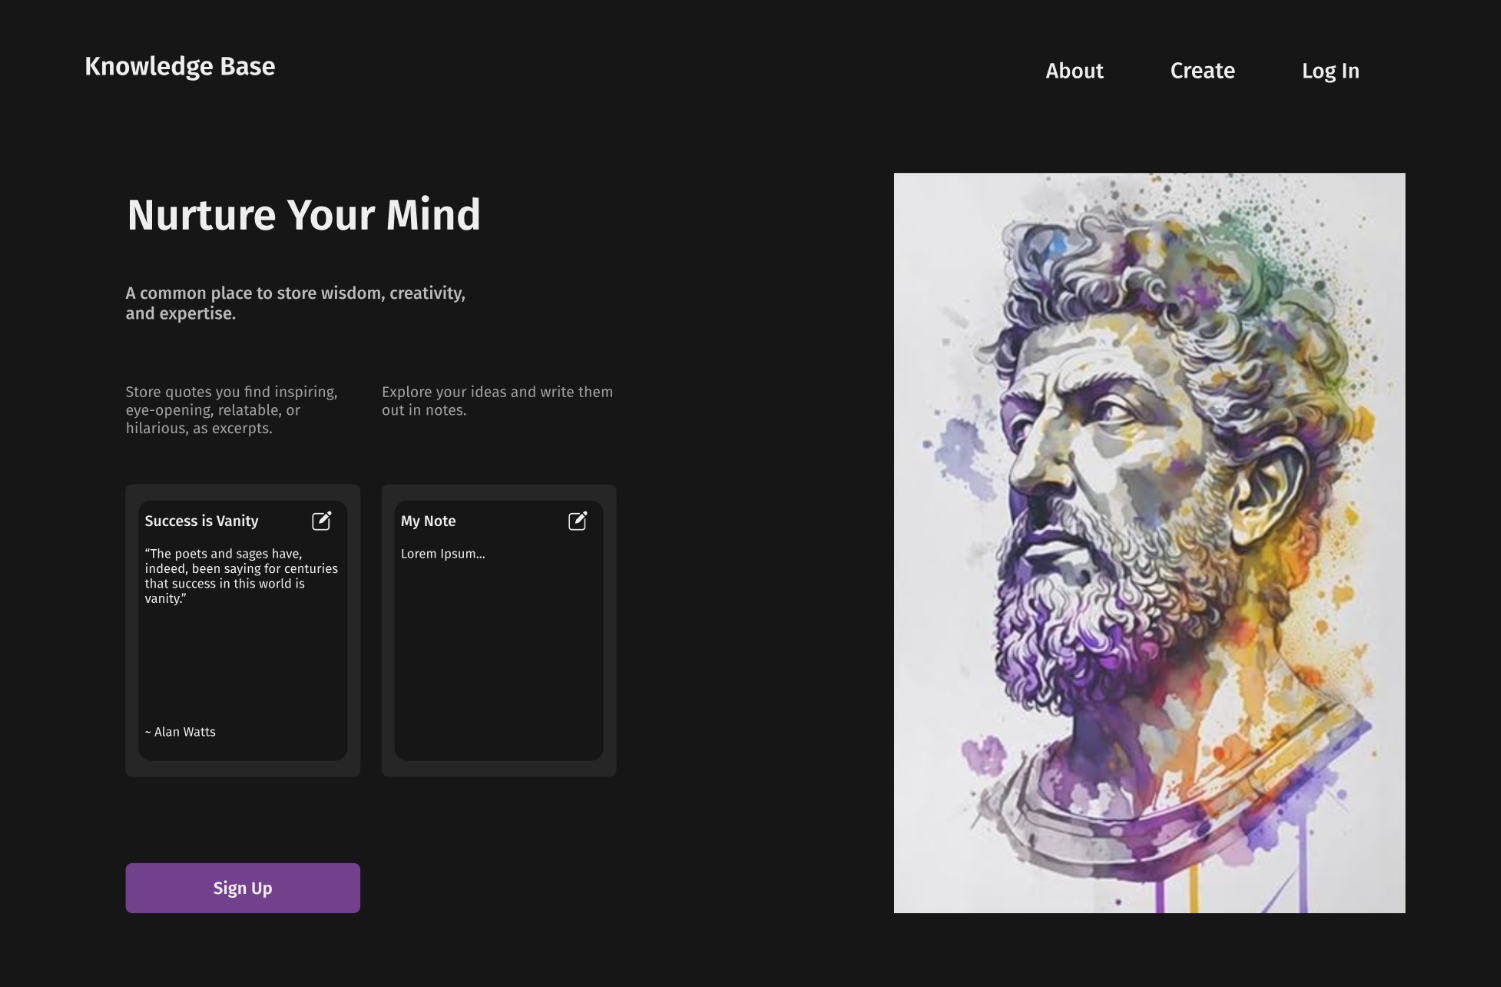 Knowledge Base
About
Create
Log In
Nurture Your Mind
A common place to store wisdom, creativity,
and expertise.
Store quotes you find inspiring,
eye-opening, relatable, or
hilarious, as excerpts.
Explore your ideas and write them
out in notes.
Success is Vanity
“The poets and sages have,
indeed, been saying for centuries
that success in this world is
vanity.”
~ Alan Watts
My Note
Lorem Ipsum...
Sign Up